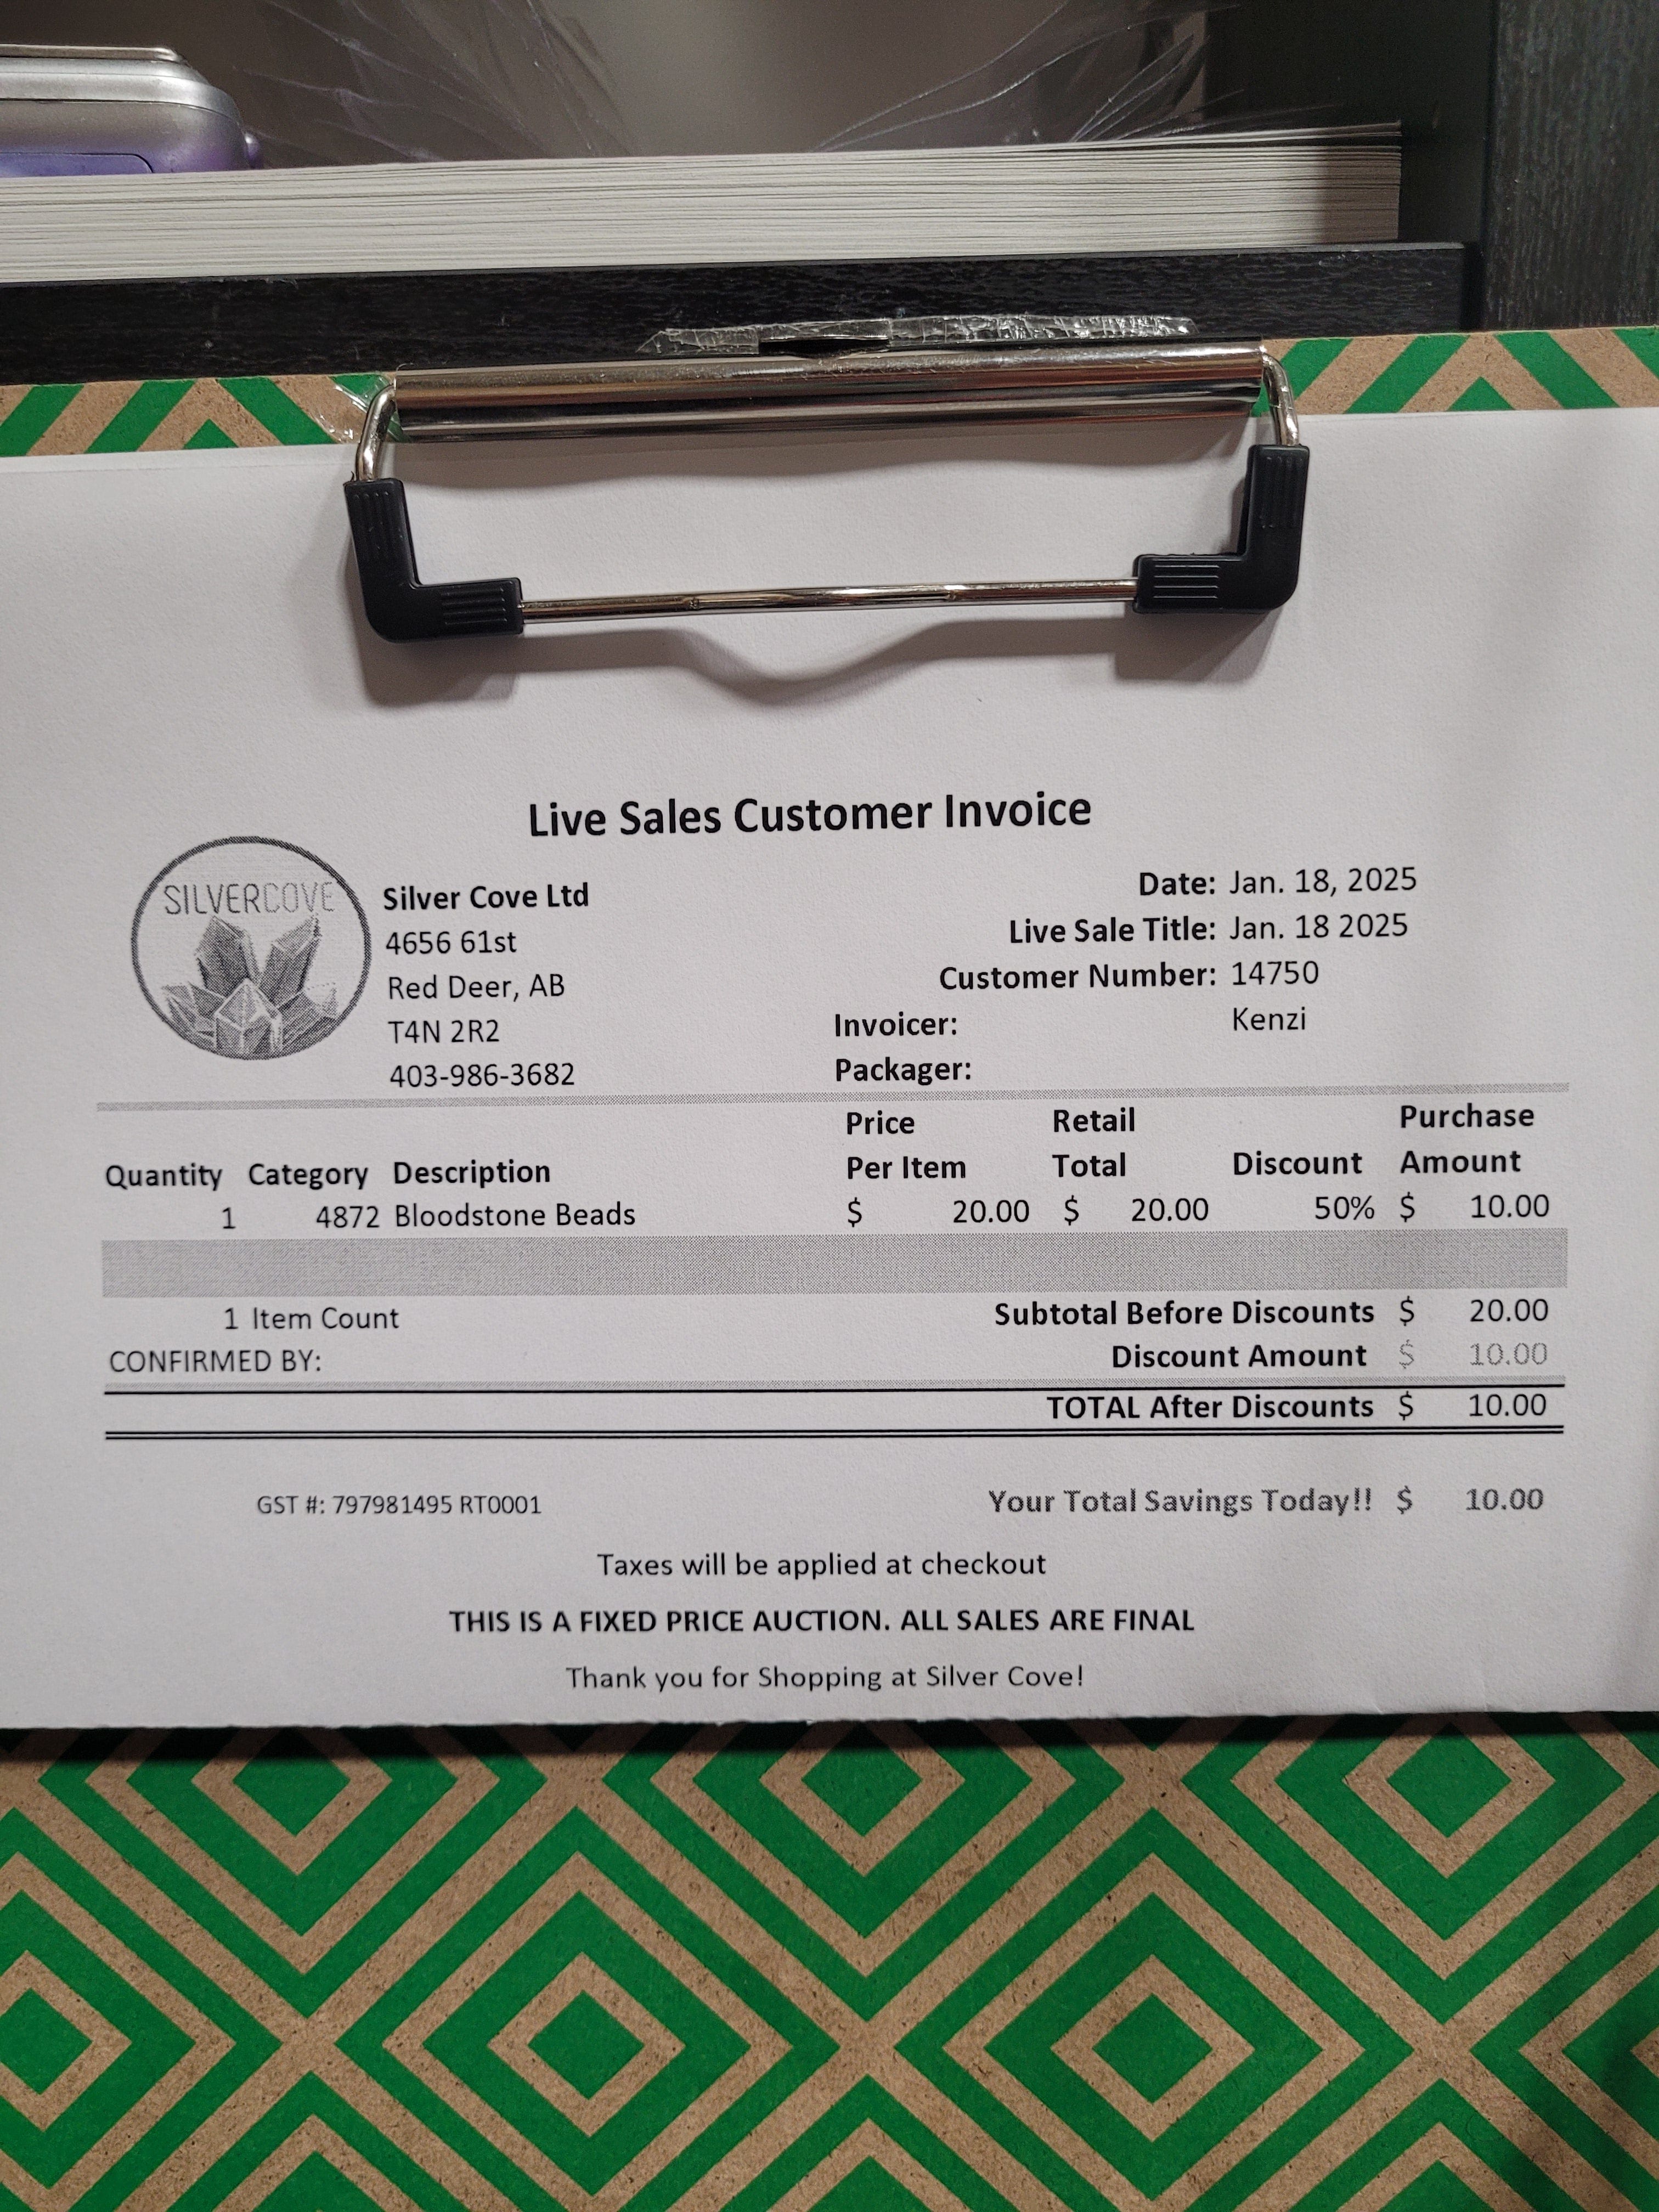 Live Sales Customer Invoice
SILVERCOVE
Silver Cove Ltd
4656 61st
Red Deer, AB
T4N 2R2
403-986-3682
Date: Jan. 18, 2025
Live Sale Title: Jan. 18 2025
Customer Number: 14750
Invoicer: Kenzi
Packager:
Quantity Category Description Price Per Item Retail Total Discount Purchase Amount
1 4872 Bloodstone Beads $ 20.00 $ 20.00 50% $ 10.00
1 Item Count Subtotal Before Discounts $ 20.00
CONFIRMED BY: Discount Amount $ 10.00
TOTAL After Discounts $ 10.00
GST #: 797981495 RT0001 Your Total Savings Today!! $ 10.00
Taxes will be applied at checkout
THIS IS A FIXED PRICE AUCTION. ALL SALES ARE FINAL
Thank you for Shopping at Silver Cove!